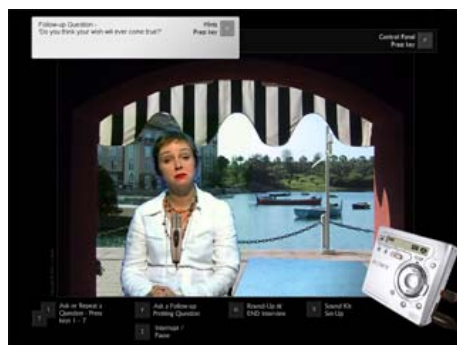 Follow-up Question -
'Do you think your wish will ever come true?'
Hints
Press key
Control Panel
Press key
Ask or Repeat a
Question - Press
keys 1 - 7
Ask a Follow-up
Probing Question
Round-Up &
END Interview
Sound Kit
Set-Up
Interrupt /
Pause
SONY